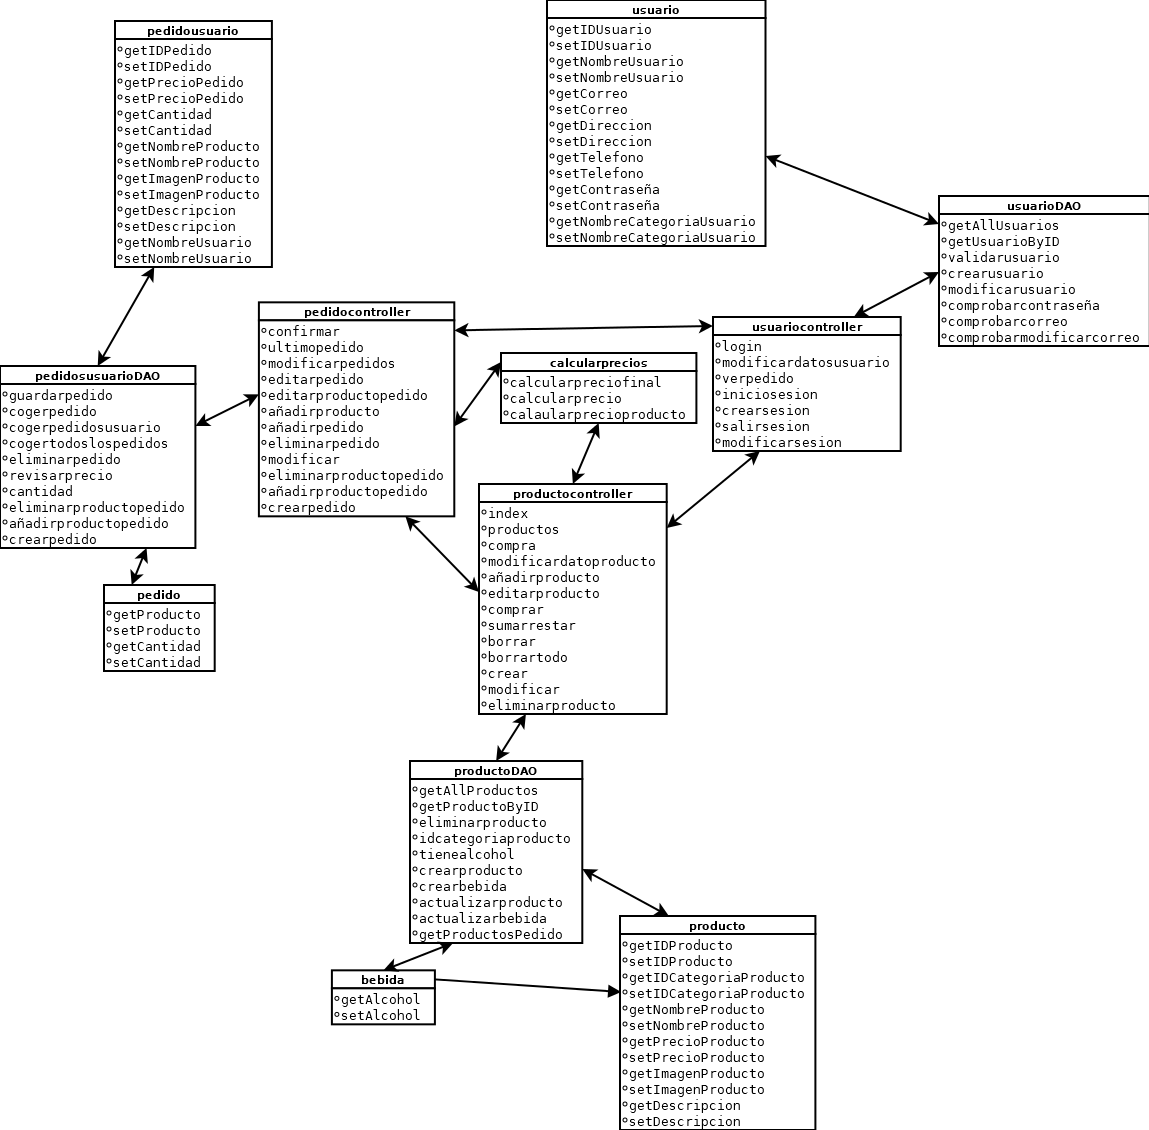 pedidousuario
getIDPedido
setIDPedido
getPrecioPedido
setPrecioPedido
getCantidad
setCantidad
getNombreProducto
setNombreProducto
getImagenProducto
setImagenProducto
getDescripcion
setDescripcion
getNombreUsuario
setNombreUsuario
usuario
getIDUsuario
setIDUsuario
getNombreUsuario
setNombreUsuario
getCorreo
setCorreo
getDireccion
setDireccion
getTelefono
setTelefono
getContraseña
setContraseña
getNombreCategoriaUsuario
setNombreCategoriaUsuario
usuarioDAO
getAllUsuarios
getUsuarioByID
validarusuario
crearusuario
modificarusuario
comprobarcontraseña
comprobarcorreo
comprobarmodificarcorreo
pedidosusuarioDAO
guardarpedido
cogerpedido
cogerpedidosusuario
cogertodoslospedidos
eliminarpedido
revisarprecio
cantidad
eliminarproductopedido
añadirproductopedido
crearpedido
pedidocontroller
confirmar
ultimopedido
modificarpedidos
editarpedido
editarproductopedido
añadirproducto
añadirpedido
eliminarpedido
modificar
eliminarproductopedido
añadirproductopedido
crearpedido
calcularprecios
calcularpreciofinal
calcularprecio
calaularprecioproducto
usuariocontroller
login
modificardatosusuario
verpedido
iniciosesion
crearsesion
salirsesion
modificarsesion
pedido
getProducto
setProducto
getCantidad
setCantidad
productocontroller
index
productos
compra
modificardatoproducto
añadirproducto
editarproducto
comprar
sumarrestar
borrar
borrartodo
crear
modificar
eliminarproducto
productoDAO
getAllProductos
getProductoByID
eliminarproducto
idcategoriaproducto
tienealcohol
crearproducto
crearbebida
actualizarproducto
actualizarbebida
getProductosPedido
bebida
getAlcohol
setAlcohol
producto
getIDProducto
setIDProducto
getIDCategoriaProducto
setIDCategoriaProducto
getNombreProducto
setNombreProducto
getPrecioProducto
setPrecioProducto
getImagenProducto
setImagenProducto
getDescripcion
setDescripcion